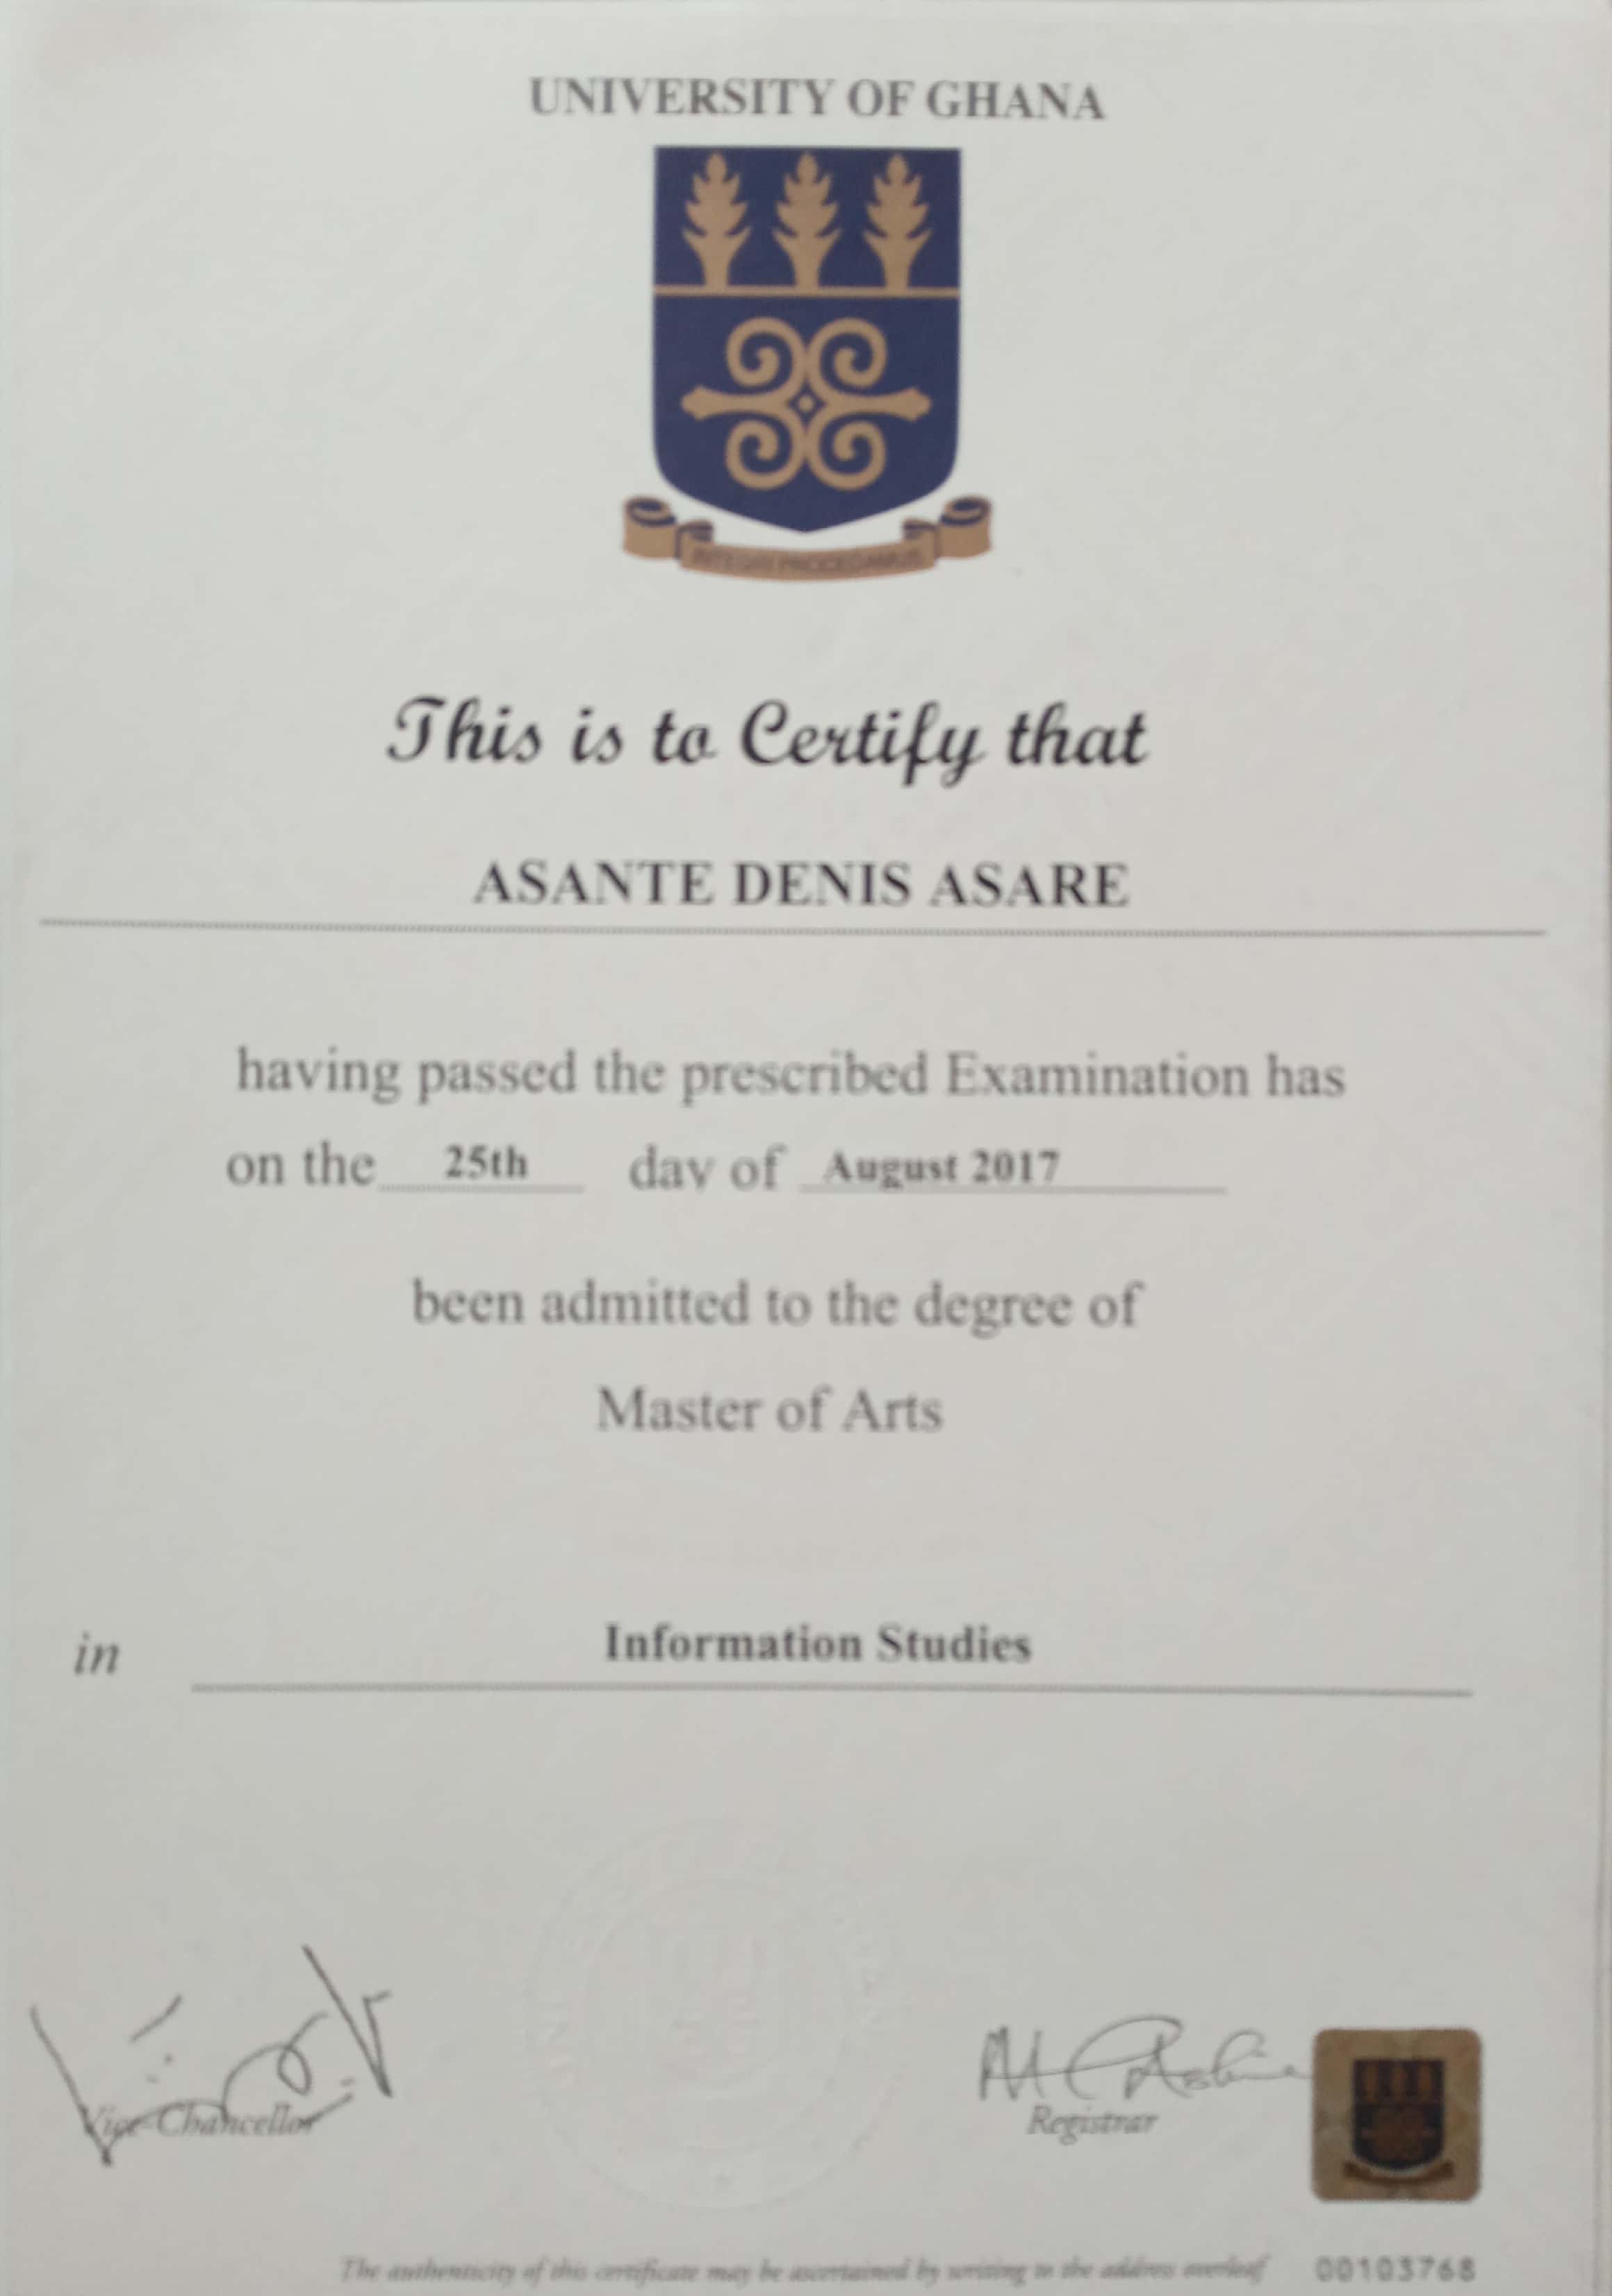 UNIVERSITY OF GHANA
INTEGRI PROCEDAMUS
This is to Certify that
ASANTE DENIS ASARE
having passed the prescribed Examination has
on the 25th day of August 2017
been admitted to the degree of
Master of Arts
in Information Studies
Vice-Chancellor
Registrar
The authenticity of this certificate may be ascertained by writing to the address overleaf
00103768